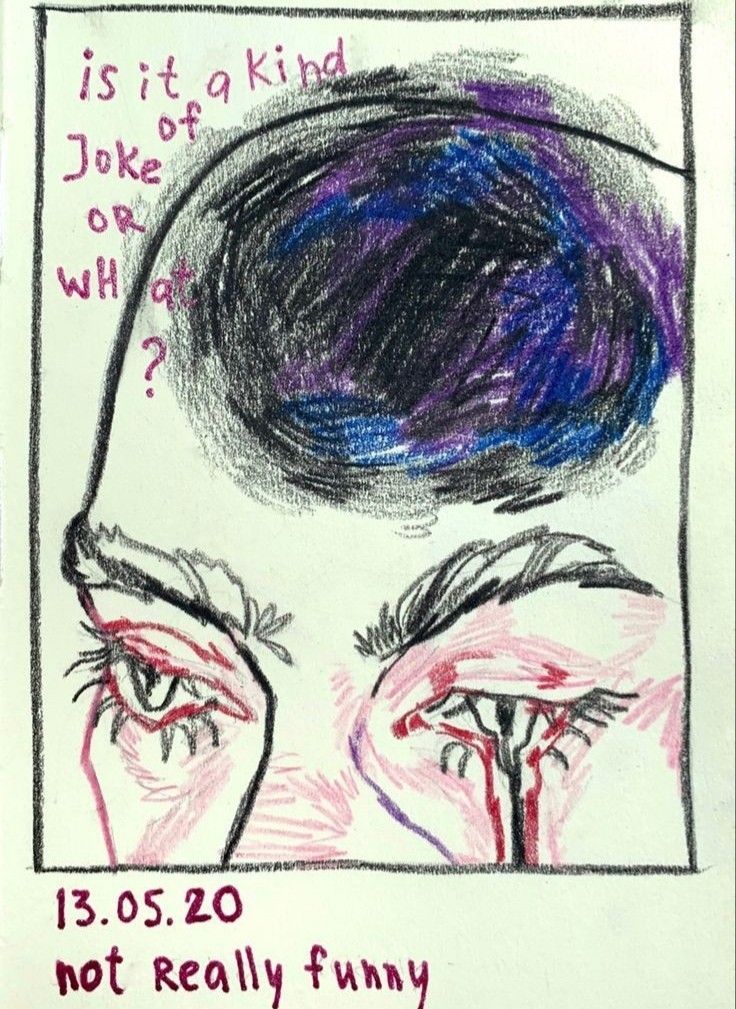 is it a kind
of
Joke
OR
WHat
?
13.05.20
not Really funny